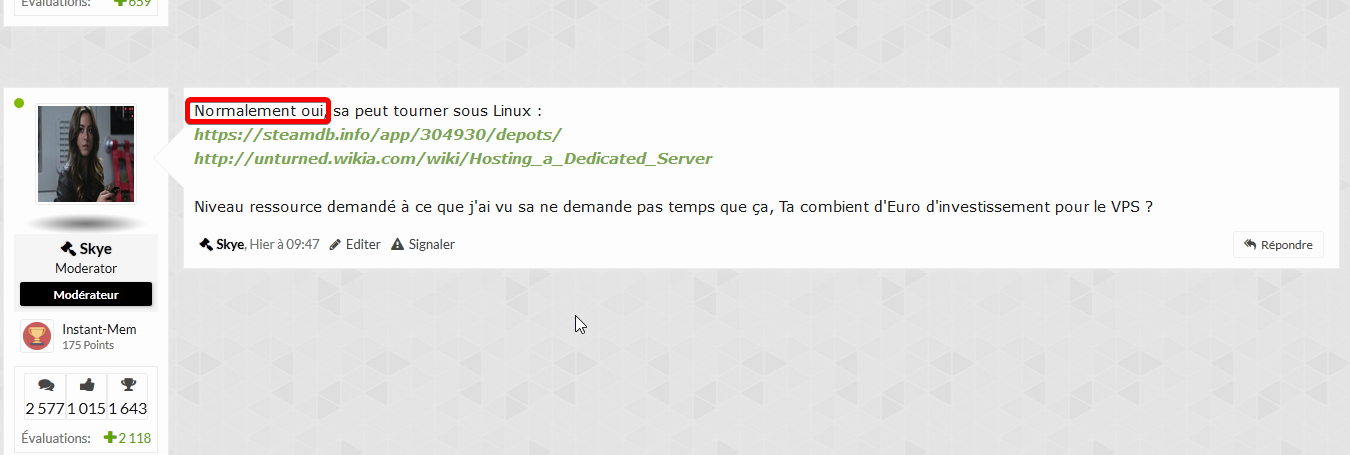 Évaluations: +659
Normalement oui, sa peut tourner sous Linux :
https://steamdb.info/app/304930/depots/
http://unturned.wikia.com/wiki/Hosting_a_Dedicated_Server
Niveau ressource demandé à ce que j'ai vu sa ne demande pas temps que ça, Ta combient d'Euro d'investissement pour le VPS ?
Skye, Hier à 09:47 Editer Signaler Répondre
Skye
Moderator
Modérateur
Instant-Mem
175 Points
2 577 1 015 1 643
Évaluations: +2 118